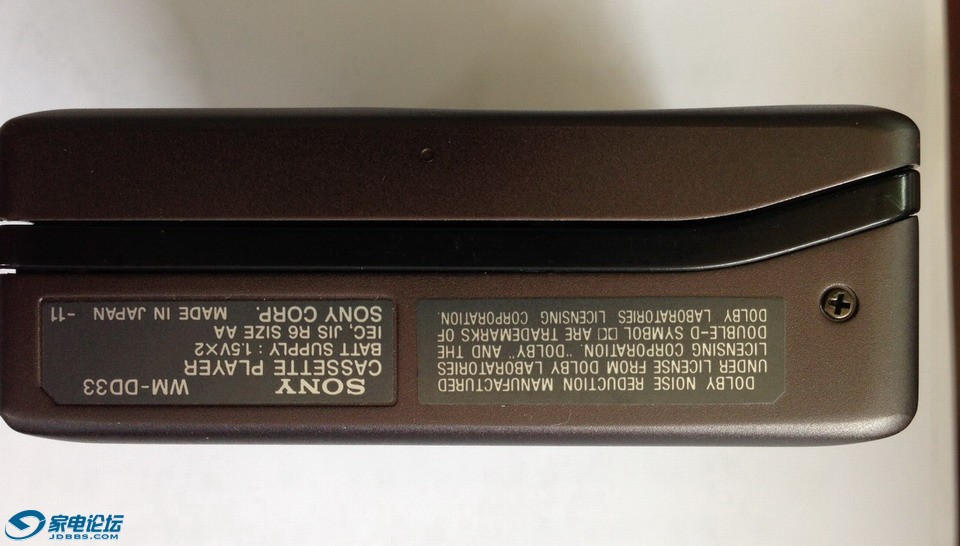 SONY WM-DD33
CASSETTE PLAYER
BATT SUPPLY : 1.5V×2
IEC, JIS R6 SIZE AA
SONY CORP. MADE IN JAPAN -11
DOLBY NOISE REDUCTION MANUFACTURED
UNDER LICENSE FROM DOLBY LABORATORIES
LICENSING CORPORATION. "DOLBY" AND THE
DOUBLE-D SYMBOL ARE TRADEMARKS OF
DOLBY LABORATORIES LICENSING CORPORATION.
家电论坛
JDBBS.COM